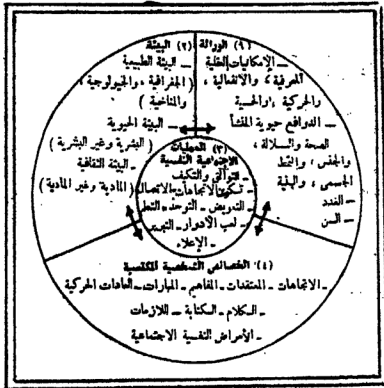 (١) الوراثة
ـ الإمكانيات العقلية
المعرفية، والانفعالية،
والحركية، والحسية
ـ الدوافع حيوية المنشأ
الصحة والسلالة،
والجنس، والنمط
الجسمي، والبنية
ـ الغدد
ـ السن
(٢) البيئة
ـ البيئة الطبيعية
(الجغرافية، والجيولوجية،
والمناخية)
ـ البيئة الحيوية
(البشرية وغير البشرية)
ـ البيئة الثقافية
(المادية وغير المادية)
(٣) العمليات
الاجتماعية النفسية
ـ التوافق والتكيف
ـ تكوين الاتجاهات ـ الاتصال
ـ التعويض ـ التوحد ـ
ـ لعب الأدوار ـ التبرير
ـ الإعلاء
(٤) الخصائص الشخصية المكتسبة
ـ الاتجاهات ـ المعتقدات ـ المفاهيم ـ المهارات ـ العادات الحركية
ـ الكلام ـ الكتابة ـ اللازمات
ـ الأمراض النفسية الاجتماعية